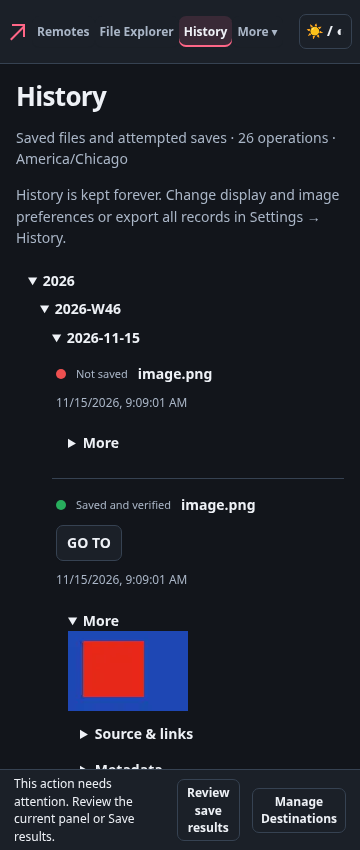 Remotes File Explorer History More ▾ ☀️ / ◖
History
Saved files and attempted saves · 26 operations ·
America/Chicago
History is kept forever. Change display and image
preferences or export all records in Settings →
History.
▼ 2026
▼ 2026-W46
▼ 2026-11-15
Not saved image.png
11/15/2026, 9:09:01 AM
▶ More
Saved and verified image.png
GO TO
11/15/2026, 9:09:01 AM
▼ More
▶ Source & links
▶ Metadata
This action needs
attention. Review the
current panel or Save
results.
Review
save
results
Manage
Destinations